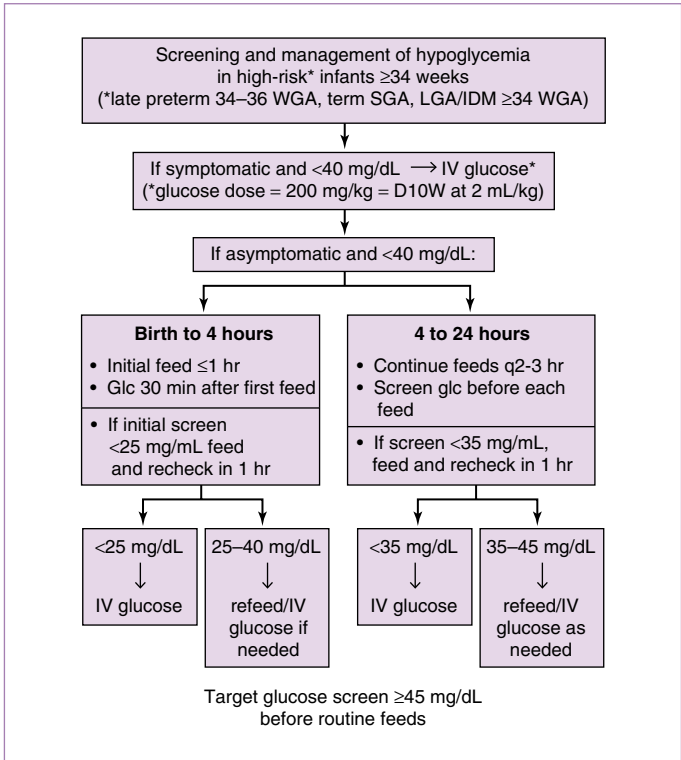 Screening and management of hypoglycemia
in high-risk* infants ≥34 weeks
(*late preterm 34–36 WGA, term SGA, LGA/IDM ≥34 WGA)
If symptomatic and <40 mg/dL → IV glucose*
(*glucose dose = 200 mg/kg = D10W at 2 mL/kg)
If asymptomatic and <40 mg/dL:
Birth to 4 hours
• Initial feed ≤1 hr
• Glc 30 min after first feed
• If initial screen
<25 mg/mL feed
and recheck in 1 hr
4 to 24 hours
• Continue feeds q2-3 hr
• Screen glc before each
feed
• If screen <35 mg/mL,
feed and recheck in 1 hr
<25 mg/dL
↓
IV glucose
25–40 mg/dL
↓
refeed/IV
glucose if
needed
<35 mg/dL
↓
IV glucose
35–45 mg/dL
↓
refeed/IV
glucose as
needed
Target glucose screen ≥45 mg/dL
before routine feeds